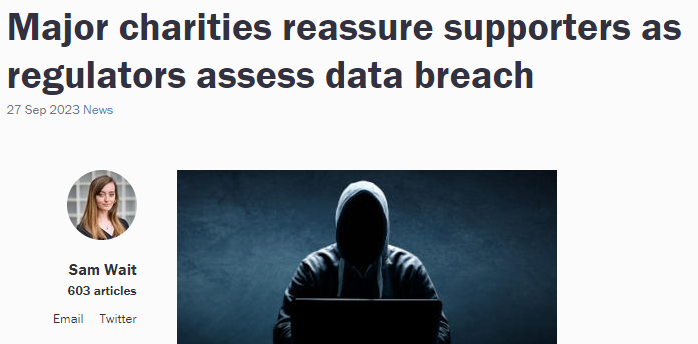 Major charities reassure supporters as
regulators assess data breach
27 Sep 2023 News
Sam Wait
603 articles
Email Twitter